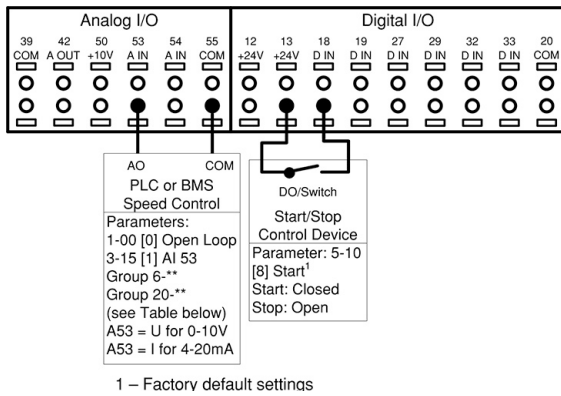 Analog I/O
Digital I/O
39 42 50 53 54 55 12 13 18 19 27 29 32 33 20
COM A OUT +10V A IN A IN COM +24V +24V D IN D IN D IN D IN D IN D IN COM
AO COM
PLC or BMS
Speed Control
Parameters:
1-00 [0] Open Loop
3-15 [1] AI 53
Group 6-**
Group 20-**
(see Table below)
A53 = U for 0-10V
A53 = I for 4-20mA
DO/Switch
Start/Stop
Control Device
Parameter: 5-10
[8] Start1
Start: Closed
Stop: Open
1 – Factory default settings